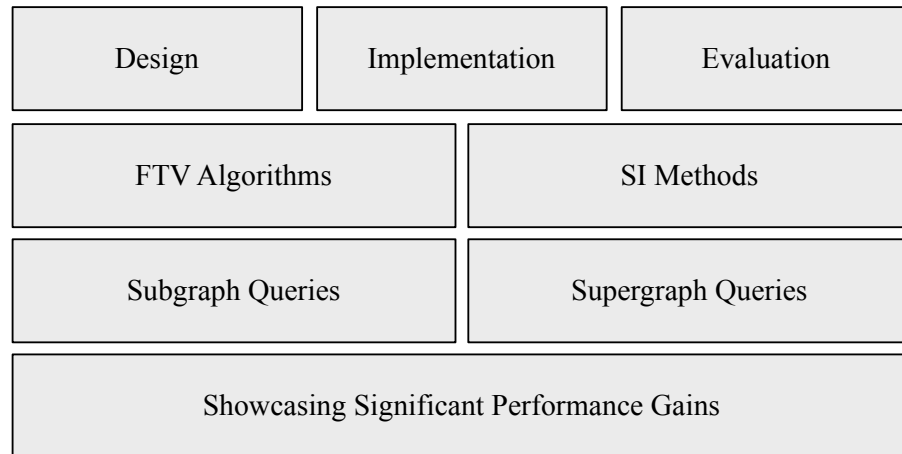 Design
Implementation
Evaluation
FTV Algorithms
SI Methods
Subgraph Queries
Supergraph Queries
Showcasing Significant Performance Gains